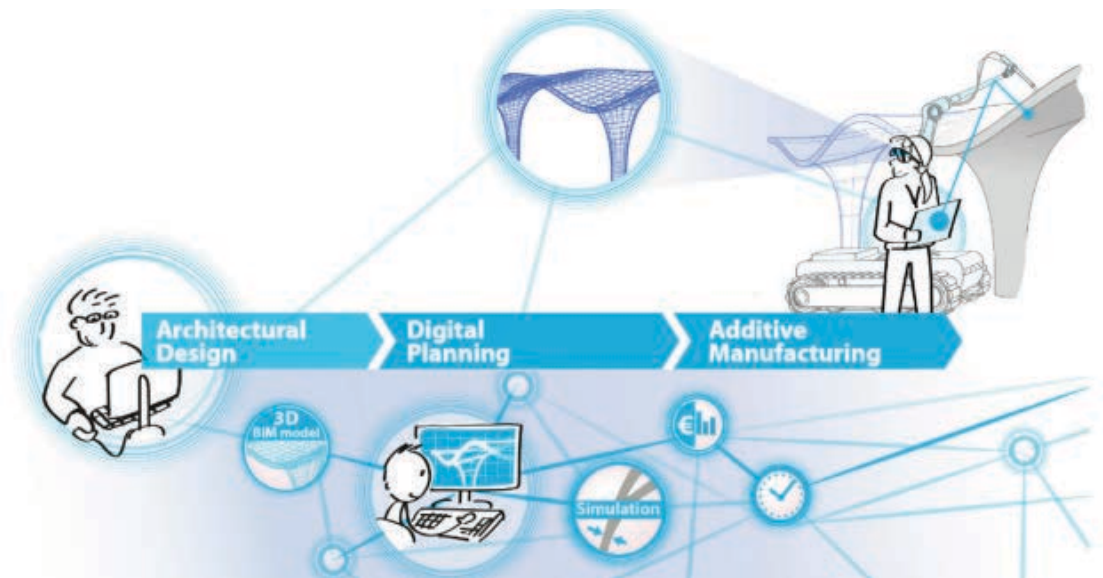 Architectural
Design
Digital
Planning
Additive
Manufacturing
3D
BIM model
€
Simulation